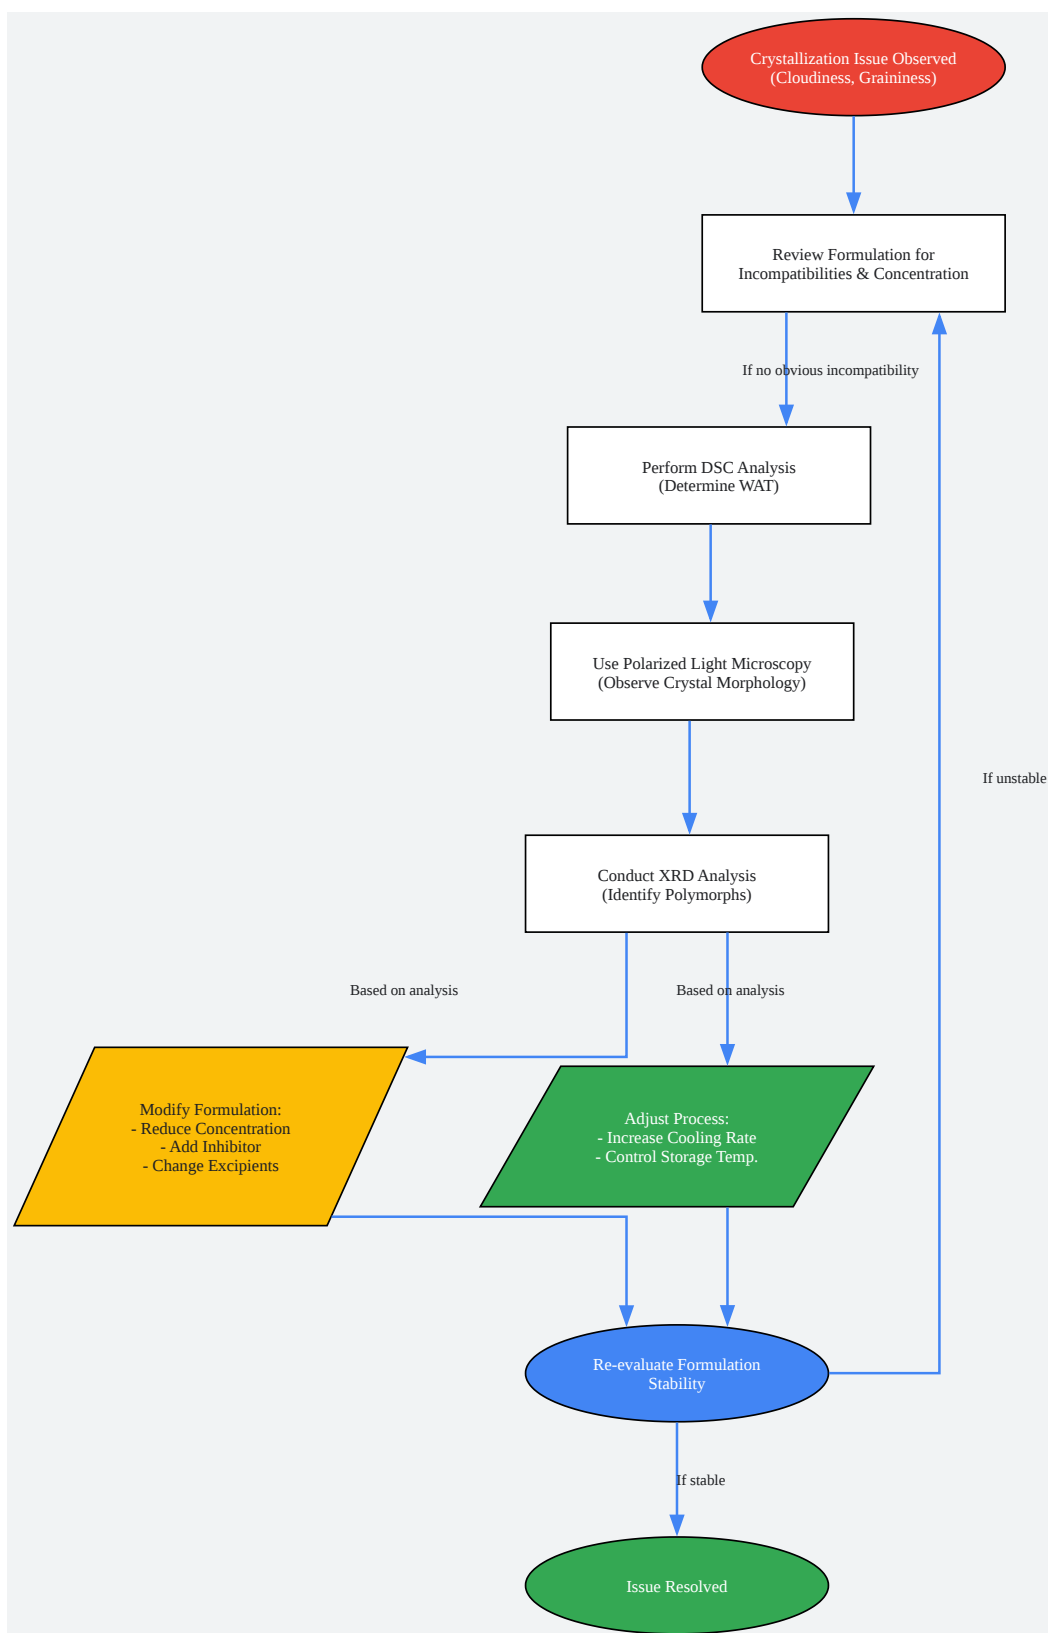 Crystallization Issue Observed
(Cloudiness, Graininess)
Review Formulation for
Incompatibilities & Concentration
If no obvious incompatibility
Perform DSC Analysis
(Determine WAT)
Use Polarized Light Microscopy
(Observe Crystal Morphology)
If unstable
Conduct XRD Analysis
(Identify Polymorphs)
Based on analysis
Based on analysis
Modify Formulation:
- Reduce Concentration
- Add Inhibitor
- Change Excipients
Adjust Process:
- Increase Cooling Rate
- Control Storage Temp.
Re-evaluate Formulation
Stability
If stable
Issue Resolved